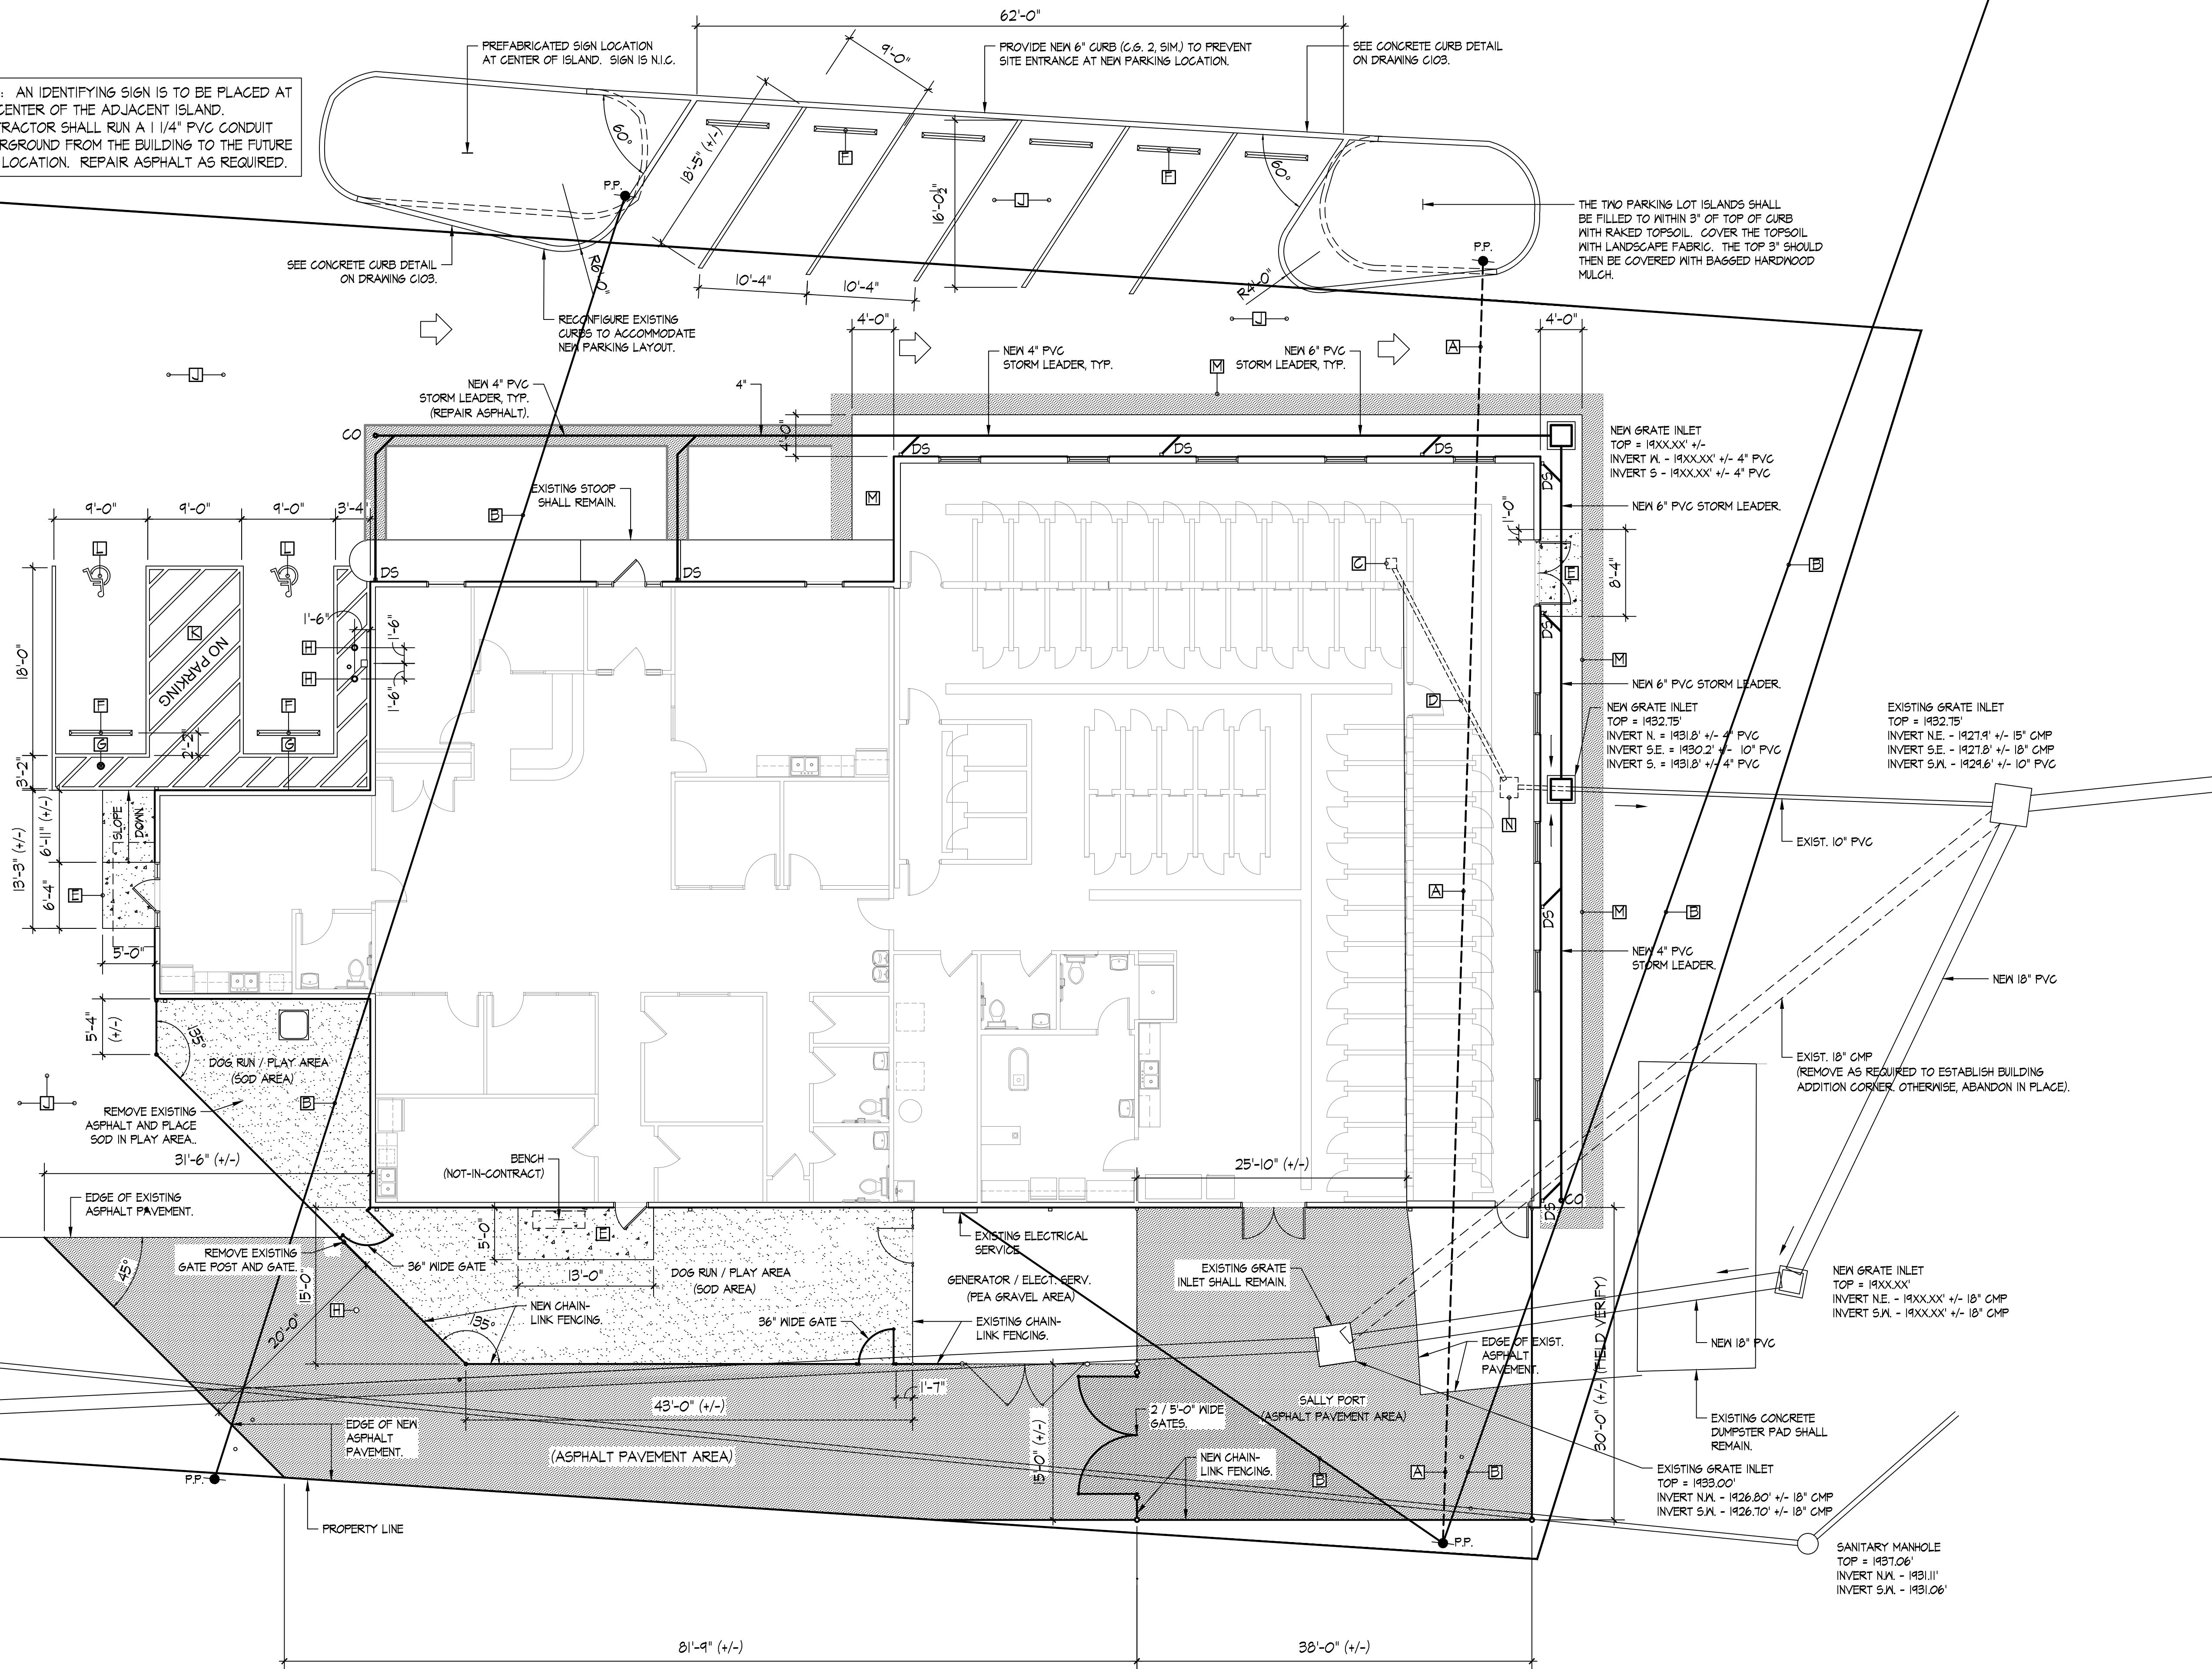 62'-0"
PREFABRICATED SIGN LOCATION
AT CENTER OF ISLAND. SIGN IS N.I.C.
9'-0"
PROVIDE NEW 6" CURB (C.G. 2, SIM.) TO PREVENT
SITE ENTRANCE AT NEW PARKING LOCATION.
SEE CONCRETE CURB DETAIL
ON DRAWING C103.
: AN IDENTIFYING SIGN IS TO BE PLACED AT
CENTER OF THE ADJACENT ISLAND.
TRACTOR SHALL RUN A 1 1/4" PVC CONDUIT
RGROUND FROM THE BUILDING TO THE FUTURE
LOCATION. REPAIR ASPHALT AS REQUIRED.
60°
18'-5" (+/-)
F
F
60°
P.P.
16'-0½"
J
THE TWO PARKING LOT ISLANDS SHALL
BE FILLED TO WITHIN 3" OF TOP OF CURB
WITH RAKED TOPSOIL. COVER THE TOPSOIL
WITH LANDSCAPE FABRIC. THE TOP 3" SHOULD
THEN BE COVERED WITH BAGGED HARDWOOD
MULCH.
P.P.
SEE CONCRETE CURB DETAIL
ON DRAWING C103.
R6'-0"
10'-4"
10'-4"
R4'-0"
RECONFIGURE EXISTING
CURBS TO ACCOMMODATE
NEW PARKING LAYOUT.
4'-0"
J
4'-0"
J
NEW 4" PVC
STORM LEADER, TYP.
(REPAIR ASPHALT).
4"
NEW 4" PVC
STORM LEADER, TYP.
M
NEW 6" PVC
STORM LEADER, TYP.
A
CO
4'-0"
DS
DS
DS
DS
NEW GRATE INLET
TOP = 19XX.XX' +/-
INVERT W. - 19XX.XX' +/- 4" PVC
INVERT S - 19XX.XX' +/- 4" PVC
EXISTING STOOP
SHALL REMAIN.
M
B
1'-0"
NEW 6" PVC STORM LEADER.
9'-0"
9'-0"
9'-0"
3'-4"
L
L
DS
DS
C
E
8'-4"
B
1'-6"
1'-6"
K
NO PARKING
H
H
1'-6"
18'-0"
DS
M
D
NEW 6" PVC STORM LEADER.
F
F
G
G
2'-2"
3'-2"
NEW GRATE INLET
TOP = 1932.75'
INVERT N. = 1931.8' +/- 4" PVC
INVERT S.E. = 1930.2' +/- 10" PVC
INVERT S. = 1931.8' +/- 4" PVC
EXISTING GRATE INLET
TOP = 1932.75'
INVERT N.E. - 1927.9' +/- 15" CMP
INVERT S.E. - 1927.8' +/- 18" CMP
INVERT S.W. - 1929.6' +/- 10" PVC
N
EXIST. 10" PVC
SLOPE
DOWN
13'-3" (+/-)
6'-11" (+/-)
6'-4"
E
5'-0"
A
DS
M
B
NEW 4" PVC
STORM LEADER.
NEW 18" PVC
5'-4"
(+/-)
135°
DOG RUN / PLAY AREA
(SOD AREA)
J
B
REMOVE EXISTING
ASPHALT AND PLACE
SOD IN PLAY AREA..
EXIST. 18" CMP
(REMOVE AS REQUIRED TO ESTABLISH BUILDING
ADDITION CORNER. OTHERWISE, ABANDON IN PLACE).
31'-6" (+/-)
BENCH
(NOT-IN-CONTRACT)
25'-10" (+/-)
CO
DS
EDGE OF EXISTING
ASPHALT PAVEMENT.
5'-0"
E
EXISTING ELECTRICAL
SERVICE
45°
REMOVE EXISTING
GATE POST AND GATE.
15'-0
36" WIDE GATE
13'-0"
DOG RUN / PLAY AREA
(SOD AREA)
GENERATOR / ELECT. SERV.
(PEA GRAVEL AREA)
EXISTING GRATE
INLET SHALL REMAIN.
H
20'-0"
135°
NEW CHAIN-
LINK FENCING.
36" WIDE GATE
EXISTING CHAIN-
LINK FENCING.
EDGE OF EXIST.
ASPHALT
PAVEMENT.
30'-0" (+/-) (FIELD VERIFY)
NEW 18" PVC
NEW GRATE INLET
TOP = 19XX.XX'
INVERT N.E. - 19XX.XX' +/- 18" CMP
INVERT S.W. - 19XX.XX' +/- 18" CMP
1'-7"
43'-0" (+/-)
EDGE OF NEW
ASPHALT
PAVEMENT.
(ASPHALT PAVEMENT AREA)
15'-0" (+/-)
2 / 5'-0" WIDE
GATES.
SALLY PORT
(ASPHALT PAVEMENT AREA)
EXISTING CONCRETE
DUMPSTER PAD SHALL
REMAIN.
P.P.
NEW CHAIN-
LINK FENCING.
B
A
B
EXISTING GRATE INLET
TOP = 1933.00'
INVERT N.W. - 1926.80' +/- 18" CMP
INVERT S.W. - 1926.70' +/- 18" CMP
PROPERTY LINE
P.P.
SANITARY MANHOLE
TOP = 1937.06'
INVERT N.W. - 1931.11'
INVERT S.W. - 1931.06'
81'-9" (+/-)
38'-0" (+/-)